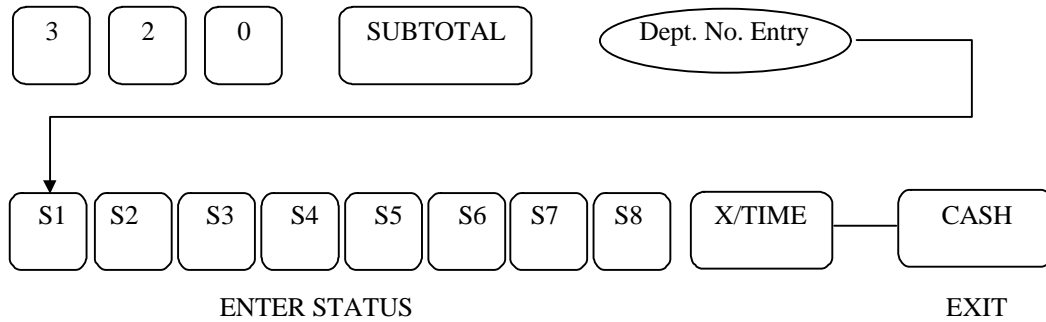 3 2 0 SUBTOTAL Dept. No. Entry
S1 S2 S3 S4 S5 S6 S7 S8 X/TIME CASH
ENTER STATUS EXIT